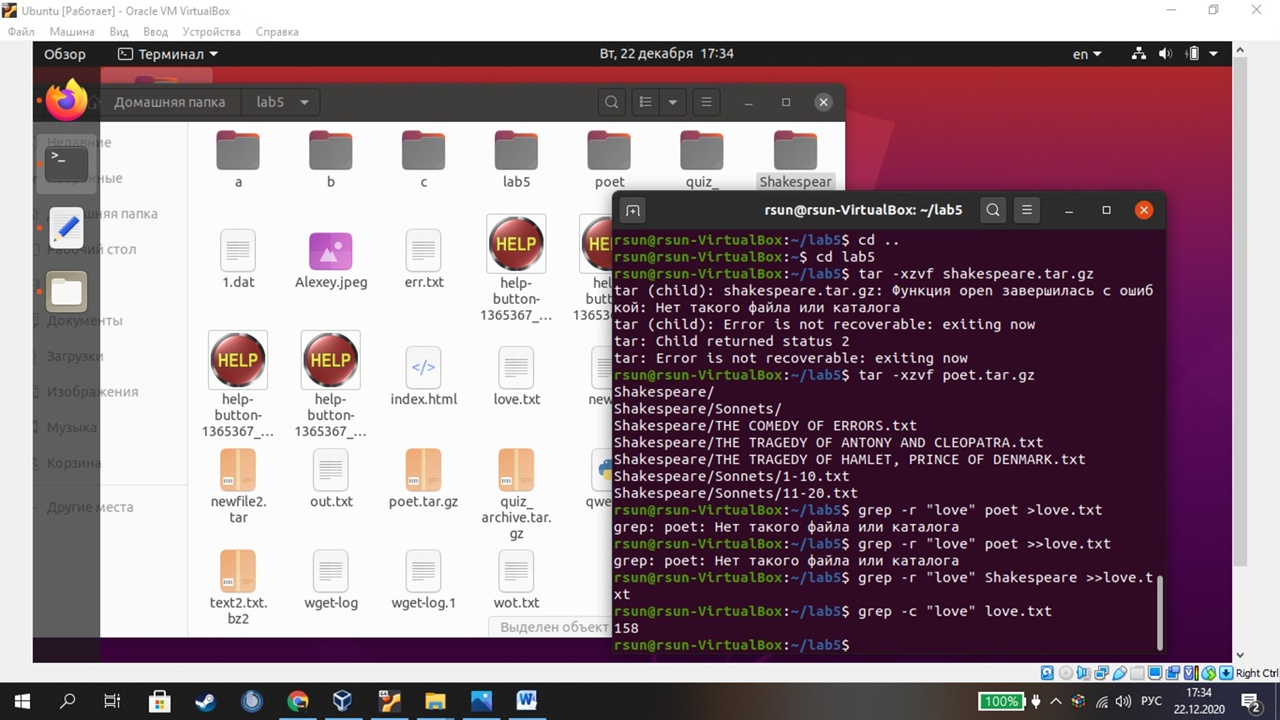 Ubuntu [Работает] - Oracle VM VirtualBox
Файл Машина Вид Ввод Устройства Справка
Обзор Терминал Вт, 22 декабря 17:34 en
Домашняя папка lab5
Недавние
Избранные
Домашняя папка
Рабочий стол
Документы
Загрузки
Изображения
Музыка
Корзина
Другие места
a b c lab5 poet quiz_ Shakespear
1.dat Alexey.jpeg err.txt
HELP
help-
button-
1365367_...
HELP
HELP
help-
button-
1365367_...
HELP
help-
button-
1365367_...
index.html love.txt
newfile2.
tar
out.txt poet.tar.gz
quiz_
archive.tar.
gz
text2.txt.
bz2
wget-log wget-log.1 wot.txt
Выделен объект
rsun@rsun-VirtualBox: ~/lab5
rsun@rsun-VirtualBox:~/lab5$ cd ..
rsun@rsun-VirtualBox:~$ cd lab5
rsun@rsun-VirtualBox:~/lab5$ tar -xzvf shakespeare.tar.gz
tar (child): shakespeare.tar.gz: Функция open завершилась с ошиб
кой: Нет такого файла или каталога
tar (child): Error is not recoverable: exiting now
tar: Child returned status 2
tar: Error is not recoverable: exiting now
rsun@rsun-VirtualBox:~/lab5$ tar -xzvf poet.tar.gz
Shakespeare/
Shakespeare/Sonnets/
Shakespeare/THE COMEDY OF ERRORS.txt
Shakespeare/THE TRAGEDY OF ANTONY AND CLEOPATRA.txt
Shakespeare/THE TRAGEDY OF HAMLET, PRINCE OF DENMARK.txt
Shakespeare/Sonnets/1-10.txt
Shakespeare/Sonnets/11-20.txt
rsun@rsun-VirtualBox:~/lab5$ grep -r "love" poet >love.txt
grep: poet: Нет такого файла или каталога
rsun@rsun-VirtualBox:~/lab5$ grep -r "love" poet >>love.txt
grep: poet: Нет такого файла или каталога
rsun@rsun-VirtualBox:~/lab5$ grep -r "love" Shakespeare >>love.t
xt
rsun@rsun-VirtualBox:~/lab5$ grep -c "love" love.txt
158
rsun@rsun-VirtualBox:~/lab5$
Right Ctrl
100% РУС 17:34
22.12.2020 2